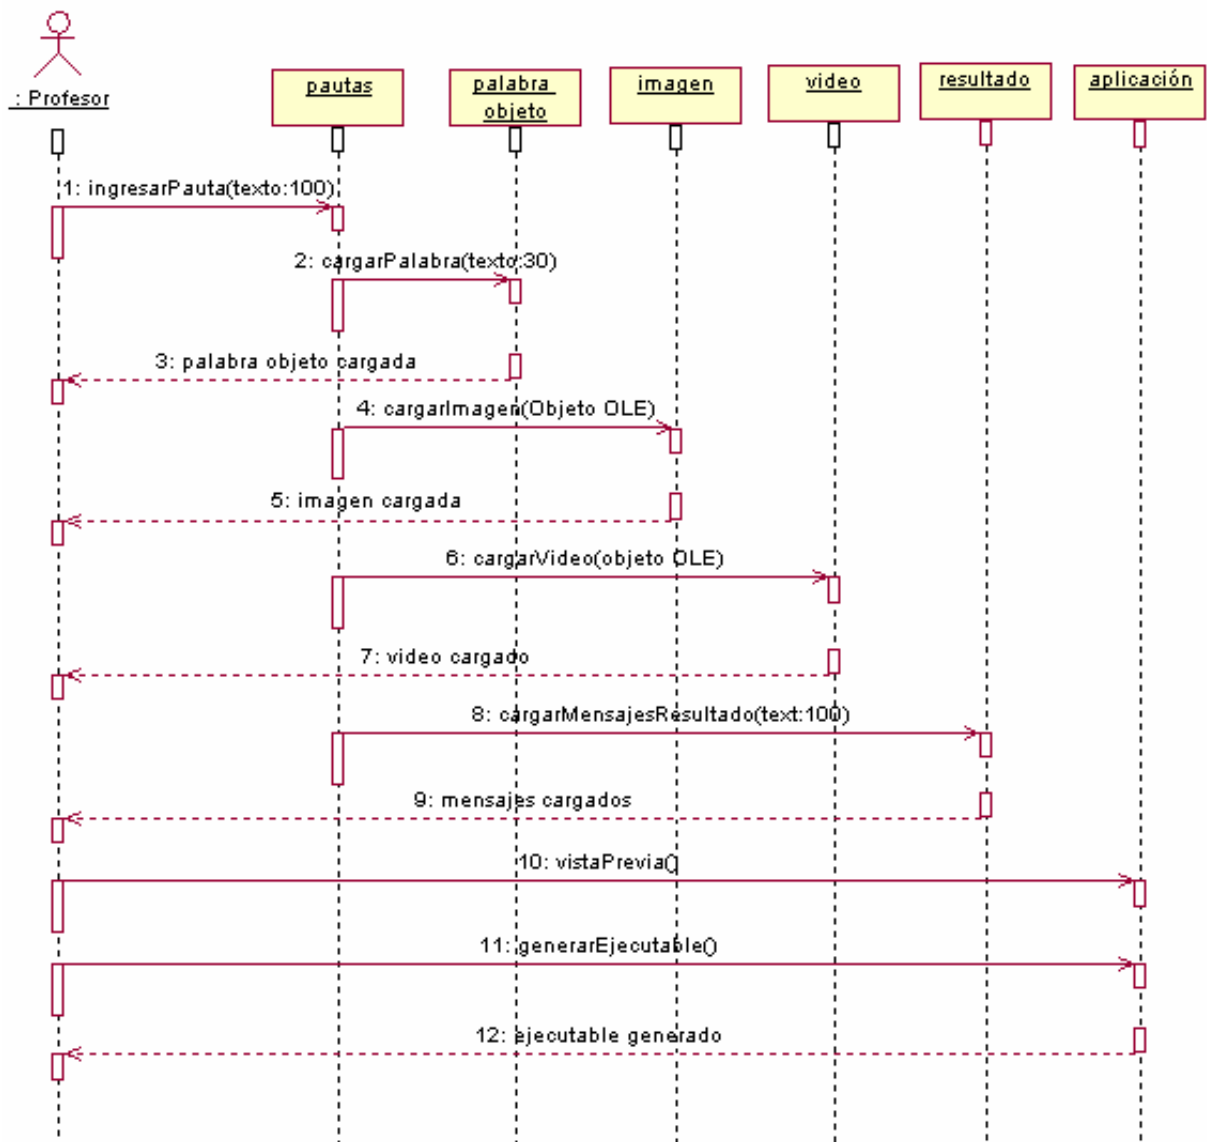 : Profesor
pautas
palabra
objeto
imagen
video
resultado
aplicación
1: ingresarPauta(texto:100)
2: cargarPalabra(texto:30)
3: palabra objeto cargada
4: cargarImagen(Objeto OLE)
5: imagen cargada
6: cargarVideo(objeto OLE)
7: video cargado
8: cargarMensajesResultado(text:100)
9: mensajes cargados
10: vistaPrevia()
11: generarEjecutable()
12: ejecutable generado